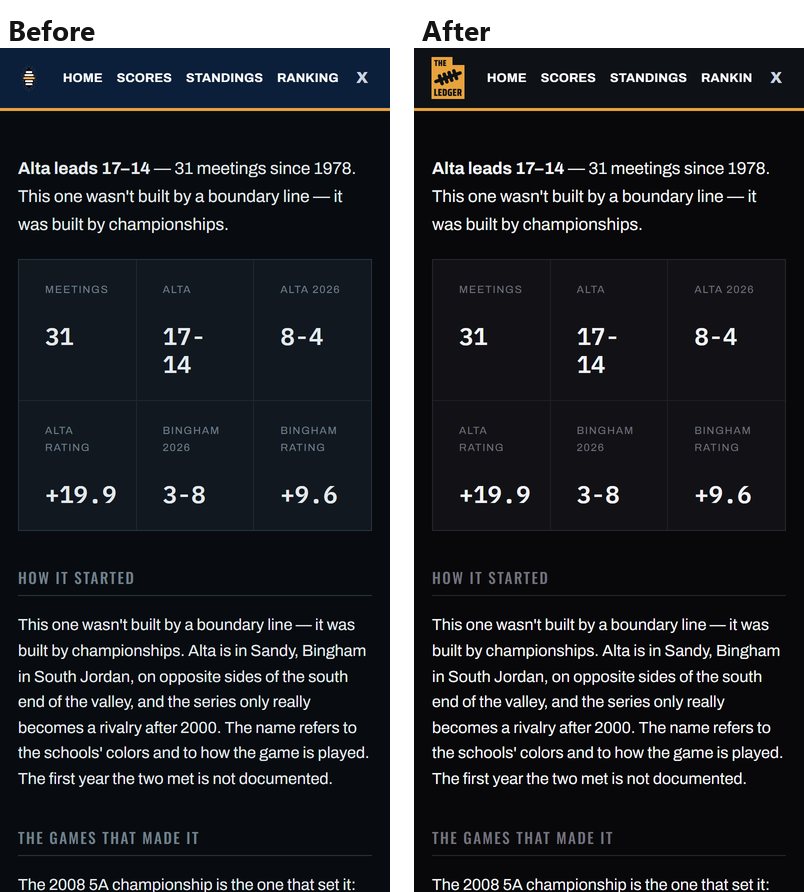 Before
HOME SCORES STANDINGS RANKING X
Alta leads 17–14 — 31 meetings since 1978.
This one wasn't built by a boundary line — it
was built by championships.
MEETINGS ALTA ALTA 2026
31 17- 8-4
14
ALTA BINGHAM BINGHAM
RATING 2026 RATING
+19.9 3-8 +9.6
HOW IT STARTED
This one wasn't built by a boundary line — it was
built by championships. Alta is in Sandy, Bingham
in South Jordan, on opposite sides of the south
end of the valley, and the series only really
becomes a rivalry after 2000. The name refers to
the schools' colors and to how the game is played.
The first year the two met is not documented.
THE GAMES THAT MADE IT
The 2008 5A championship is the one that set it:
After
THE
LEDGER
HOME SCORES STANDINGS RANKIN X
Alta leads 17–14 — 31 meetings since 1978.
This one wasn't built by a boundary line — it
was built by championships.
MEETINGS ALTA ALTA 2026
31 17- 8-4
14
ALTA BINGHAM BINGHAM
RATING 2026 RATING
+19.9 3-8 +9.6
HOW IT STARTED
This one wasn't built by a boundary line — it was
built by championships. Alta is in Sandy, Bingham
in South Jordan, on opposite sides of the south
end of the valley, and the series only really
becomes a rivalry after 2000. The name refers to
the schools' colors and to how the game is played.
The first year the two met is not documented.
THE GAMES THAT MADE IT
The 2008 5A championship is the one that set it: